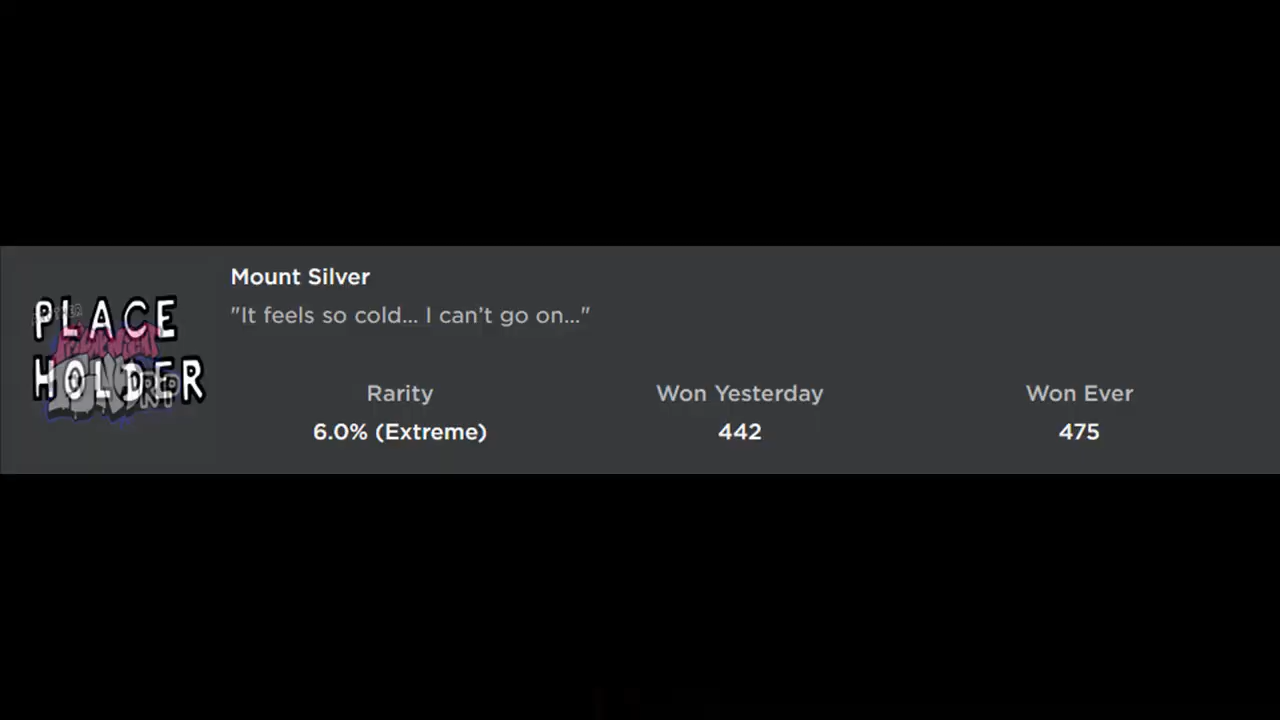 PLACE
HOLDER
Mount Silver
"It feels so cold... I can't go on..."
Rarity
Won Yesterday
Won Ever
6.0% (Extreme)
442
475